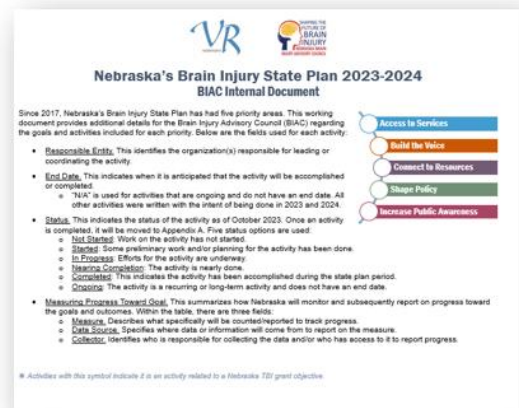 VR
SHAPING THE
FUTURE OF
BRAIN
INJURY
Nebraska's Brain Injury State Plan 2023-2024
BIAC Internal Document
Since 2017, Nebraska's Brain Injury State Plan has had five priority areas. This working
document provides additional details for the Brain Injury Advisory Council (BIAC) regarding
the goals and activities included for each priority. Below are the fields used for each activity:
• Responsible Entity. This identifies the organization(s) responsible for leading or
coordinating the activity.
• End Date. This indicates when it is anticipated that the activity will be accomplished
or completed.
o "N/A" is used for activities that are ongoing and do not have an end date. All
other activities were written with the intent of being done in 2023 and 2024.
• Status. This indicates the status of the activity as of October 2023. Once an activity
is completed, it will be moved to Appendix A. Five status options are used:
o Not Started: Work on the activity has not started.
o Started: Some preliminary work and/or planning for the activity has been done.
o In Progress: Efforts for the activity are underway.
o Nearing Completion: The activity is nearly done.
o Completed: This indicates the activity has been accomplished during the state plan period.
o Ongoing: The activity is a recurring or long-term activity and does not have an end date.
• Measuring Progress Toward Goal. This summarizes how Nebraska will monitor and subsequently report on progress toward
the goals and outcomes. Within the table, there are three fields:
o Measure. Describes what specifically will be counted/reported to track progress.
o Data Source. Specifies where data or information will come from to report on the measure.
o Collector. Identifies who is responsible for collecting the data and/or who has access to it to report progress.
Access to Services
Build the Voice
Connect to Resources
Shape Policy
Increase Public Awareness
* Activities with this symbol indicate it is an activity related to a Nebraska TBI grant objective.